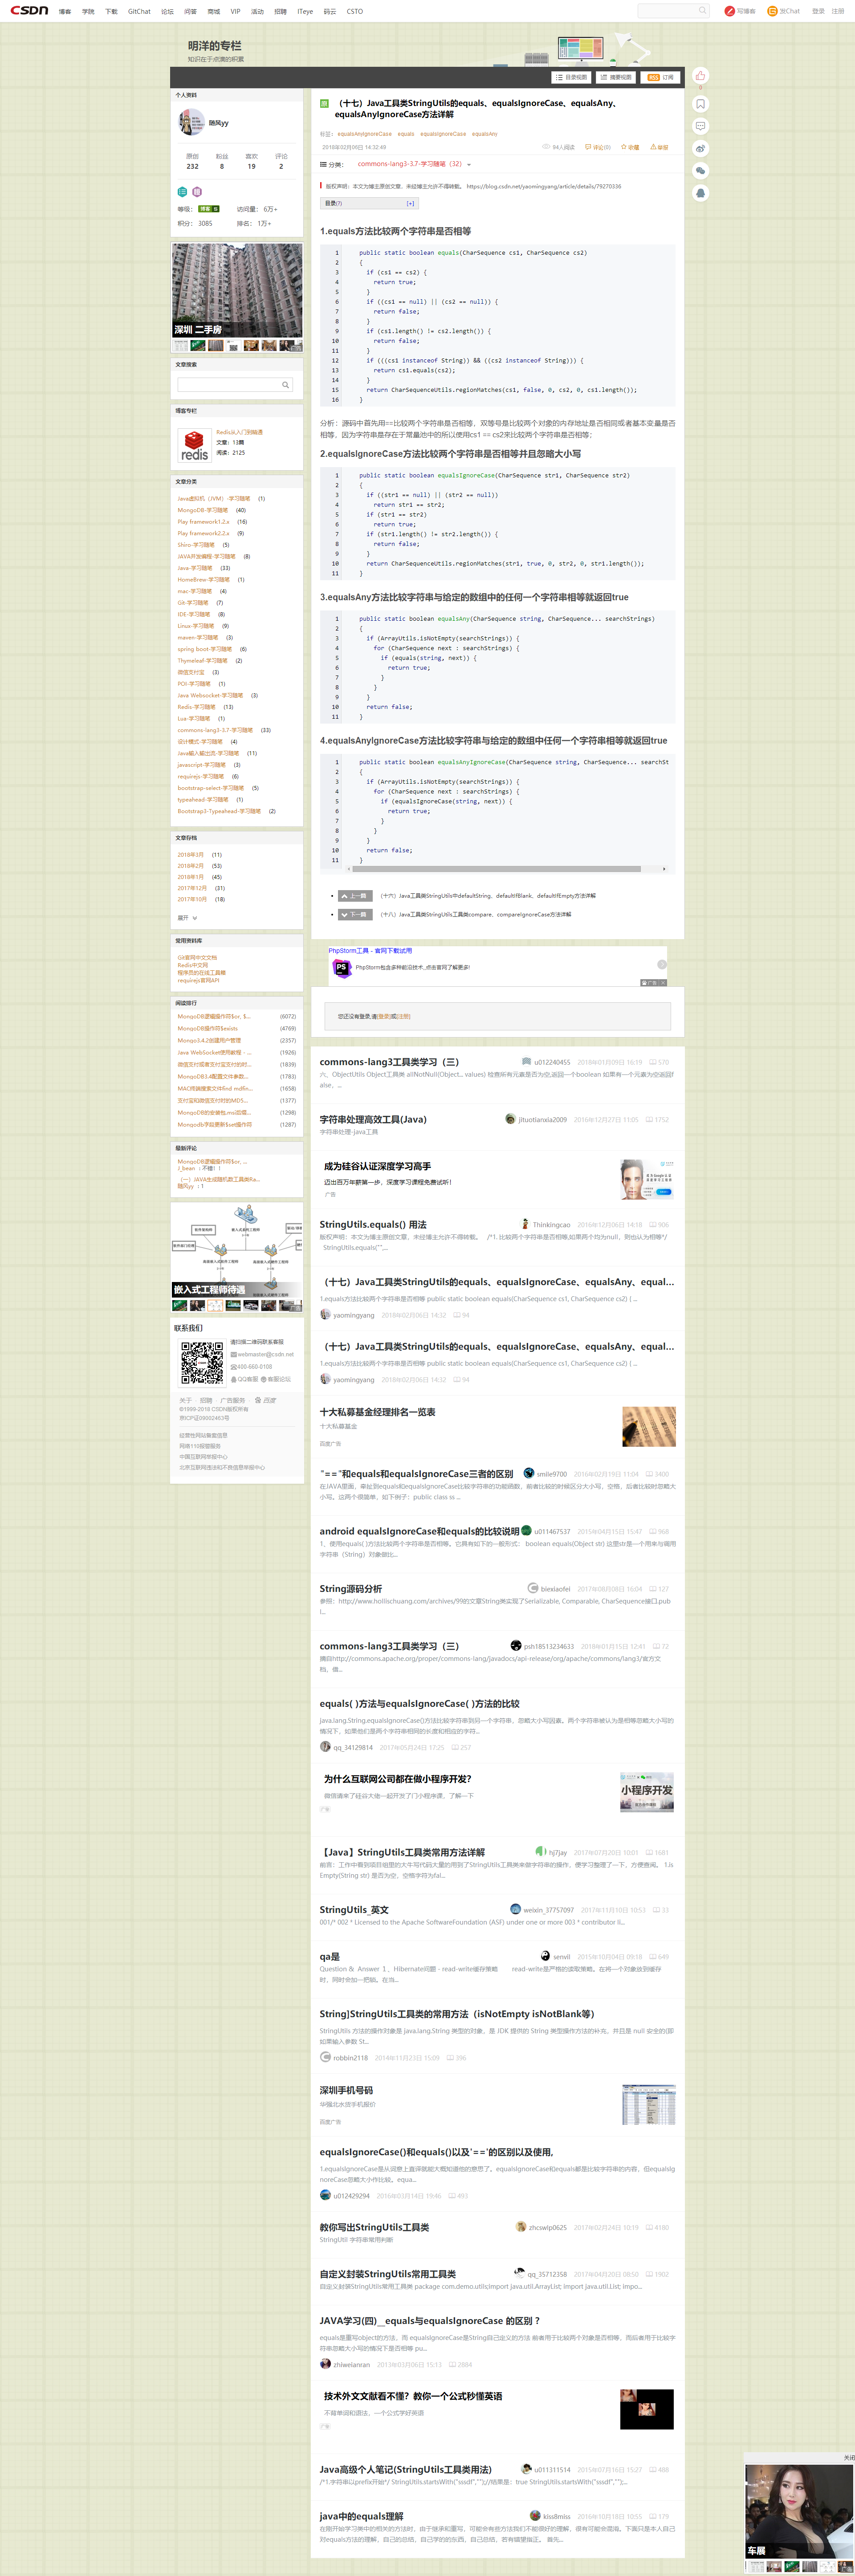 CSDN 博客 学院 下载 GitChat 论坛 问答 商城 VIP 活动 招聘 ITeye 码云 CSTO 写博客 发Chat 登录 注册
明洋的专栏
知识在于点滴的积累
目录视图 摘要视图 RSS 订阅
个人资料
随风yy
原创 粉丝 喜欢 评论
232 8 19 2
等级: 博客 5 访问量: 6万+
积分: 3085 排名: 1万+
深圳 二手房
文章搜索
博客专栏
Redis从入门到精通
文章：13篇
阅读：2125
文章分类
Java虚拟机（JVM）-学习随笔 (1)
MongoDB-学习随笔 (40)
Play framework1.2.x (16)
Play framework2.2.x (9)
Shiro-学习随笔 (5)
JAVA并发编程-学习随笔 (8)
Java-学习随笔 (33)
HomeBrew-学习随笔 (1)
mac-学习随笔 (4)
Git-学习随笔 (7)
IDE-学习随笔 (8)
Linux-学习随笔 (9)
maven-学习随笔 (3)
spring boot-学习随笔 (6)
Thymeleaf-学习随笔 (2)
微信支付宝 (3)
POI-学习随笔 (1)
Java Websocket-学习随笔 (3)
Redis-学习随笔 (13)
Lua-学习随笔 (1)
commons-lang3-3.7-学习随笔 (33)
设计模式-学习随笔 (4)
Java输入输出流-学习随笔 (11)
javascript-学习随笔 (3)
requirejs-学习随笔 (6)
bootstrap-select-学习随笔 (5)
typeahead-学习随笔 (1)
Bootstrap3-Typeahead-学习随笔 (2)
文章存档
2018年3月 (11)
2018年2月 (53)
2018年1月 (45)
2017年12月 (31)
2017年10月 (18)
展开
常用资料库
Git官网中文文档
Redis中文网
程序员的在线工具箱
requirejs官网API
阅读排行
MongoDB逻辑操作符$or, $... (6072)
MongoDB操作符$exists (4769)
Mongo3.4.2创建用户管理 (2357)
Java WebSocket使用教程 - ... (1926)
微信支付或者支付宝支付的时... (1839)
MongoDB3.4配置文件参数... (1783)
MAC终端搜索文件find mdfin... (1658)
支付宝和微信支付时的MD5... (1377)
MongoDB的安装包.msi出现... (1298)
Mongodb字段更新$set操作符 (1287)
最新评论
MongoDB逻辑操作符$or, ...
J_bean ：不错！！
（一）JAVA生成随机数工具类Ra...
随风yy ：1
嵌入式工程师待遇
联系我们
请扫描二维码联系客服
webmaster@csdn.net
400-660-0108
QQ客服 客服论坛
关于 · 招聘 · 广告服务 · 百度
©1999-2018 CSDN版权所有
京ICP证09002463号
经营性网站备案信息
网络110报警服务
中国互联网举报中心
北京互联网违法和不良信息举报中心
原 （十七）Java工具类StringUtils的equals、equalsIgnoreCase、equalsAny、
equalsAnyIgnoreCase方法详解
标签： equalsAnyIgnoreCase equals equalsIgnoreCase equalsAny
2018年02月06日 14:32:48 94人阅读 评论(0) 收藏 举报
分类： commons-lang3-3.7-学习随笔（32）
版权声明：本文为博主原创文章，未经博主允许不得转载。 https://blog.csdn.net/yaomingyang/article/details/79270336
目录(?) [+]
1.equals方法比较两个字符串是否相等
1 public static boolean equals(CharSequence cs1, CharSequence cs2)
2 {
3 if (cs1 == cs2) {
4 return true;
5 }
6 if ((cs1 == null) || (cs2 == null)) {
7 return false;
8 }
9 if (cs1.length() != cs2.length()) {
10 return false;
11 }
12 if (((cs1 instanceof String)) && ((cs2 instanceof String))) {
13 return cs1.equals(cs2);
14 }
15 return CharSequenceUtils.regionMatches(cs1, false, 0, cs2, 0, cs1.length());
16 }
分析：源码中首先用==比较两个字符串是否相等，双等号是比较两个对象的内存地址是否相同或者基本变量是否
相等，因为字符串是存在于常量池中的所以使用cs1 == cs2来比较两个字符串是否相等；
2.equalsIgnoreCase方法比较两个字符串是否相等并且忽略大小写
1 public static boolean equalsIgnoreCase(CharSequence str1, CharSequence str2)
2 {
3 if ((str1 == null) || (str2 == null))
4 return str1 == str2;
5 if (str1 == str2)
6 return true;
7 if (str1.length() != str2.length()) {
8 return false;
9 }
10 return CharSequenceUtils.regionMatches(str1, true, 0, str2, 0, str1.length());
11 }
3.equalsAny方法比较字符串与给定的数组中的任何一个字符串相等就返回true
1 public static boolean equalsAny(CharSequence string, CharSequence... searchStrings)
2 {
3 if (ArrayUtils.isNotEmpty(searchStrings)) {
4 for (CharSequence next : searchStrings) {
5 if (equals(string, next)) {
6 return true;
7 }
8 }
9 }
10 return false;
11 }
4.equalsAnyIgnoreCase方法比较字符串与给定的数组中任何一个字符串相等就返回true
1 public static boolean equalsAnyIgnoreCase(CharSequence string, CharSequence... searchSt
2 {
3 if (ArrayUtils.isNotEmpty(searchStrings)) {
4 for (CharSequence next : searchStrings) {
5 if (equalsIgnoreCase(string, next)) {
6 return true;
7 }
8 }
9 }
10 return false;
11 }
上一篇 （十六）Java工具类StringUtils中defaultString、defaultIfBlank、defaultIfEmpty方法详解
下一篇 （十八）Java工具类StringUtils工具类compare、compareIgnoreCase方法详解
PhpStorm工具 - 官网下载试用
PhpStorm包含多种前沿技术,点击官网了解更多!
广告
您还没有登录,请[登录]或[注册]
commons-lang3工具类学习（三） u012240455 2018年01月09日 16:19 570
六、ObjectUtils Object工具类 allNotNull(Object... values) 检查所有元素是否为空,返回一个boolean 如果有一个元素为空返回f
alse，...
字符串处理高效工具(Java) jituotianxia2009 2016年12月27日 11:05 1752
字符串处理-java工具
成为硅谷认证深度学习高手
迈出百万年薪第一步，深度学习课程免费试听！
广告
StringUtils.equals() 用法 Thinkingcao 2016年12月06日 14:18 906
版权声明：本文为博主原创文章，未经博主允许不得转载。 /*1. 比较两个字符串是否相等,如果两个均为null，则也认为相等*/
StringUtils.equals("",...
（十七）Java工具类StringUtils的equals、equalsIgnoreCase、equalsAny、equal...
1.equals方法比较两个字符串是否相等 public static boolean equals(CharSequence cs1, CharSequence cs2) { ...
yaomingyang 2018年02月06日 14:32 94
（十七）Java工具类StringUtils的equals、equalsIgnoreCase、equalsAny、equal...
1.equals方法比较两个字符串是否相等 public static boolean equals(CharSequence cs1, CharSequence cs2) { ...
yaomingyang 2018年02月06日 14:32 94
十大私募基金经理排名一览表
十大私募基金
百度广告
"=="和equals和equalsIgnoreCase三者的区别 smile9700 2016年02月19日 11:04 3400
在JAVA里面，牵扯到equals和equalsIgnoreCase比较字符串的功能函数，前者比较的时候区分大小写，空格，后者比较时忽略大
小写。这两个很简单，如下例子：public class ss ...
android equalsIgnoreCase和equals的比较说明 u011467537 2015年04月15日 15:47 968
1、使用equals( )方法比较两个字符串是否相等。它具有如下的一般形式： boolean equals(Object str) 这里str是一个用来与调用
字符串（String）对象做比...
String源码分析 biexiaofei 2017年08月08日 16:04 127
参照：http://www.hollischuang.com/archives/99的文章String类实现了Serializable, Comparable, CharSequence接口.pub
l...
commons-lang3工具类学习（三） psh18513234633 2018年01月15日 12:41 72
摘自http://commons.apache.org/proper/commons-lang/javadocs/api-release/org/apache/commons/lang3/官方文
档，做...
equals( )方法与equalsIgnoreCase( )方法的比较
java.lang.String.equalsIgnoreCase()方法比较字符串到另一个字符串，忽略大小写因素。两个字符串被认为是相等忽略大小写的
情况下，如果他们是两个字符串相同的长度和相应的字符...
qq_34129814 2017年05月24日 17:25 257
为什么互联网公司都在做小程序开发?
微信请来了硅谷大佬一起开发了门小程序课，了解一下
小程序开发
广告
【Java】StringUtils工具类常用方法详解 hj7jay 2017年07月20日 10:01 1681
前言：工作中看到项目组里的大牛写代码大量的用到了StringUtils工具类来做字符串的操作，便学习整理了一下，方便查阅。 1.is
Empty(String str) 是否为空，空格字符为fal...
StringUtils_英文 weixin_37757097 2017年11月10日 10:53 33
001/* 002 * Licensed to the Apache SoftwareFoundation (ASF) under one or more 003 * contributor li...
qa是 senvil 2015年10月04日 09:18 649
Question & Answer 1、Hibernate问题 - read-write缓存策略 read-write是严格的读取策略。在将一个对象放到缓存
时，同时会加一把锁。在当...
String]StringUtils工具类的常用方法（isNotEmpty isNotBlank等）
StringUtils 方法的操作对象是 java.lang.String 类型的对象，是 JDK 提供的 String 类型操作方法的补充，并且是 null 安全的(即
如果输入参数 St...
robbin2118 2014年11月23日 15:09 396
深圳手机号码
华强北水货手机报价
百度广告
equalsIgnoreCase()和equals()以及'=='的区别以及使用,
1.equalsIgnoreCase是从词意上直译就能大概知道他的意思了。equalsIgnoreCase和equals都是比较字符串的内容，但equalsIg
noreCase忽略大小作比较。equa...
u012429294 2016年03月14日 19:46 493
教你写出StringUtils工具类 zhcswlp0625 2017年02月24日 10:19 4180
StringUtil 字符串常用判断
自定义封装StringUtils常用工具类 qq_35712358 2017年04月20日 08:50 1902
自定义封装StringUtils常用工具类 package com.demo.utils;import java.util.ArrayList; import java.util.List; impo...
JAVA学习(四)__equals与equalsIgnoreCase 的区别？
equals是重写object的方法，而 equalsIgnoreCase是String自己定义的方法 前者用于比较两个对象是否相等，而后者用于比较字
符串忽略大小写的情况下是否相等 pu...
zhiweianran 2013年03月06日 15:13 2884
技术外文文献看不懂？教你一个公式秒懂英语
不背单词和语法，一个公式学好英语
广告
Java高级个人笔记(StringUtils工具类用法) u011311514 2015年07月16日 15:27 488
/*1.字符串以prefix开始*/ StringUtils.startsWith("sssdf","");//结果是：true StringUtils.startsWith("sssdf","");...
java中的equals理解 kiss8miss 2016年10月18日 10:55 179
在刚开始学习类中的相关的方法时，由于继承和重写，可能会有些方法我们不能很好的理解，很有可能会混淆。下面只是本人自己
对equals方法的理解，自己的总结，自己学的的东西，自己总结，若有错望指正。 首先...
关闭
车展